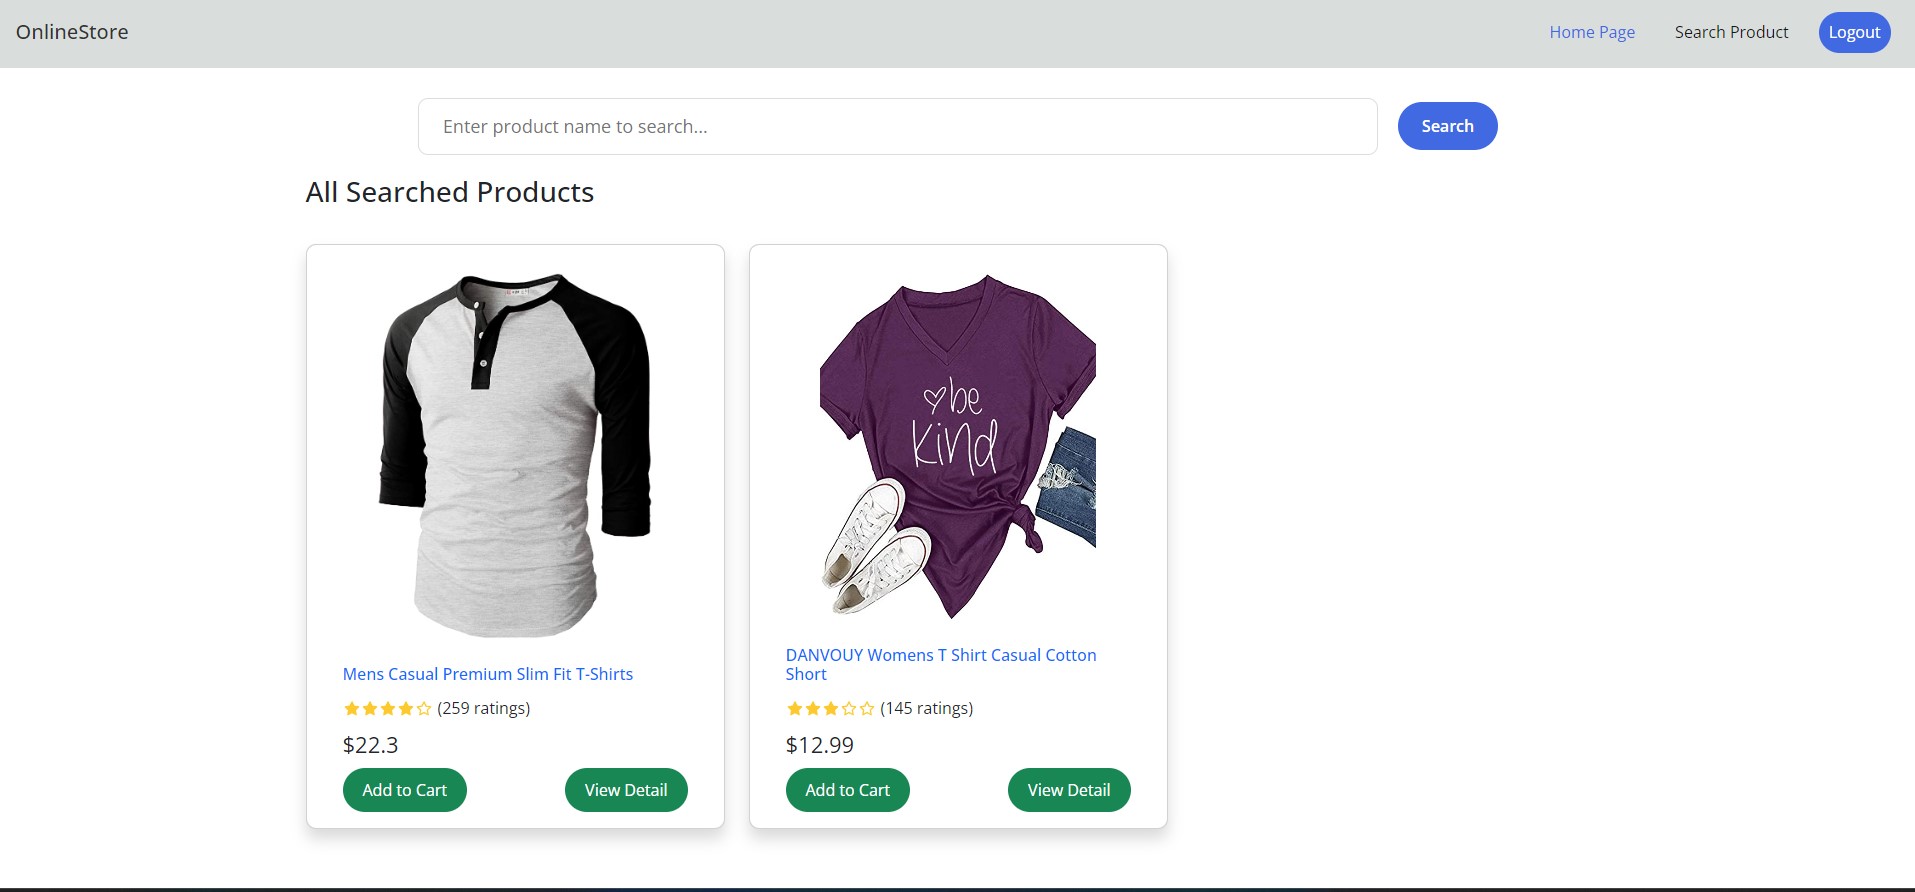 OnlineStore
Home Page
Search Product
Logout
Enter product name to search...
Search
All Searched Products
be
kind
Mens Casual Premium Slim Fit T-Shirts
(259 ratings)
$22.3
Add to Cart
View Detail
DANVOUY Womens T Shirt Casual Cotton
Short
(145 ratings)
$12.99
Add to Cart
View Detail